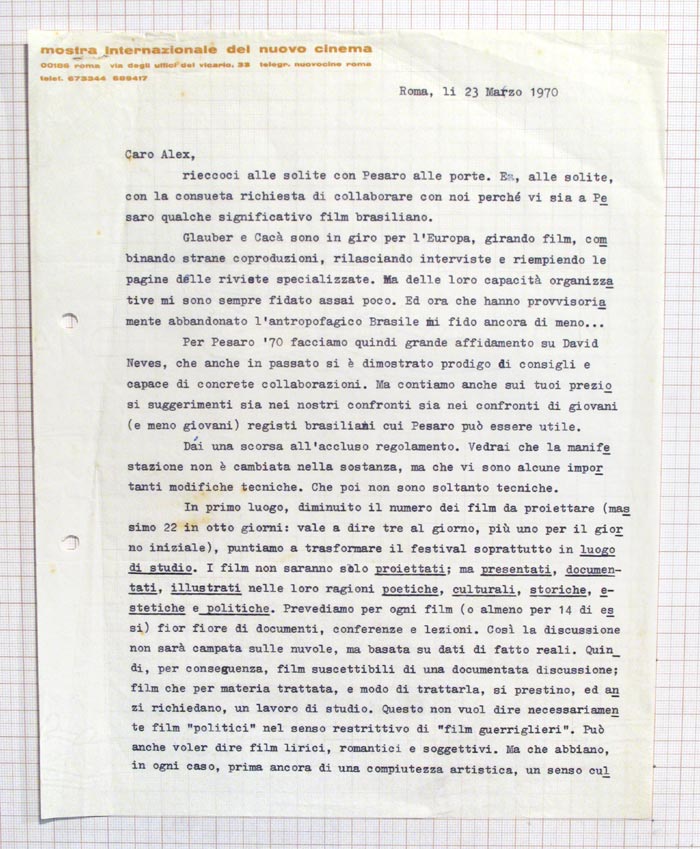 mostra internazionale del nuovo cinema
00186 roma via degli uffici del vicario, 33 telegr. nuovocine roma
telef. 673344 689417
Roma, li 23 Marzo 1970
Caro Alex,
rieccoci alle solite con Pesaro alle porte. E, alle solite,
con la consueta richiesta di collaborare con noi perché vi sia a Pe
saro qualche significativo film brasiliano.
Glauber e Cacà sono in giro per l'Europa, girando film, com
binando strane coproduzioni, rilasciando interviste e riempiendo le
pagine delle riviste specializzate. Ma delle loro capacità organizza
tive mi sono sempre fidato assai poco. Ed ora che hanno provvisoria
mente abbandonato l'antropofagico Brasile mi fido ancora di meno...
Per Pesaro '70 facciamo quindi grande affidamento su David
Neves, che anche in passato si è dimostrato prodigo di consigli e
capace di concrete collaborazioni. Ma contiamo anche sui tuoi prezio
si suggerimenti sia nei nostri confronti sia nei confronti di giovani
(e meno giovani) registi brasiliani cui Pesaro può essere utile.
Dái una scorsa all'accluso regolamento. Vedrai che la manife
stazione non è cambiata nella sostanza, ma che vi sono alcune impor
tanti modifiche tecniche. Che poi non sono soltanto tecniche.
In primo luogo, diminuito il numero dei film da proiettare (mas
simo 22 in otto giorni: vale a dire tre al giorno, più uno per il gior
no iniziale), puntiamo a trasformare il festival soprattutto in luogo
di studio. I film non saranno solo proiettati; ma presentati, documen-
tati, illustrati nelle loro ragioni poetiche, culturali, storiche, e-
stetiche e politiche. Prevediamo per ogni film (o almeno per 14 di es
si) fior fiore di documenti, conferenze e lezioni. Così la discussione
non sarà campata sulle nuvole, ma basata su dati di fatto reali. Quin_
di, per conseguenza, film suscettibili di una documentata discussione;
film che per materia trattata, e modo di trattarla, si prestino, ed an
zi richiedano, un lavoro di studio. Questo non vuol dire necessariamen
te film "politici" nel senso restrittivo di "film guerriglieri". Può
anche voler dire film lirici, romantici e soggettivi. Ma che abbiano,
in ogni caso, prima ancora di una compiutezza artistica, un senso cul